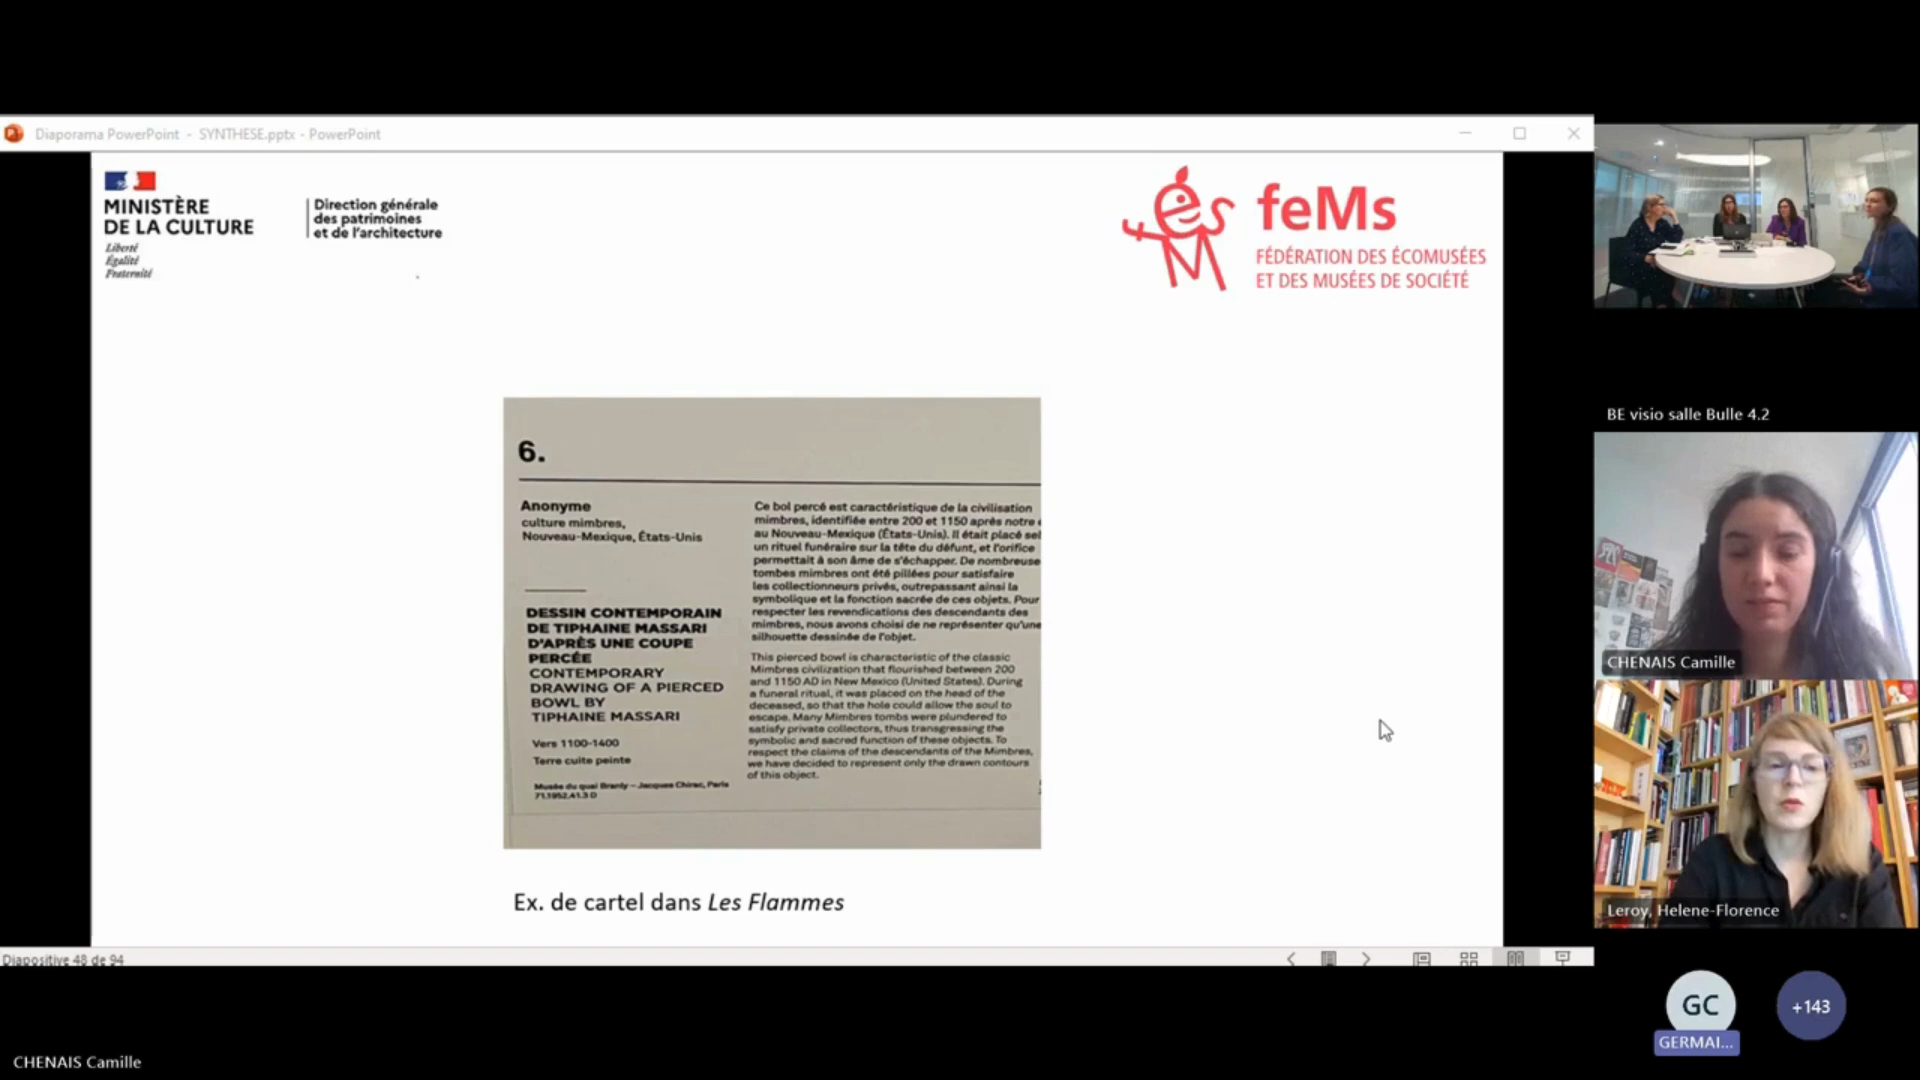 Diaporama PowerPoint - SYNTHESE.pptx - PowerPoint
MINISTÈRE
DE LA CULTURE
Liberté
Égalité
Fraternité
Direction générale
des patrimoines
et de l'architecture
feMs
FÉDÉRATION DES ÉCOMUSÉES
ET DES MUSÉES DE SOCIÉTÉ
6.
Anonyme
culture mimbres,
Nouveau-Mexique, États-Unis
DESSIN CONTEMPORAIN
DE TIPHAINE MASSARI
D'APRÈS UNE COUPE
PERCÉE
CONTEMPORARY
DRAWING OF A PIERCED
BOWL BY
TIPHAINE MASSARI
Vers 1100-1400
Terre cuite peinte
Musée du quai Branly – Jacques Chirac, Paris
71.1952.41.3 D
Ce bol percé est caractéristique de la civilisation
mimbres, identifiée entre 200 et 1150 après notre
au Nouveau-Mexique (États-Unis). Il était placé sel
un rituel funéraire sur la tête du défunt, et l'orifice
permettait à son âme de s'échapper. De nombreuse
tombes mimbres ont été pillées pour satisfaire
les collectionneurs privés, outrepassant ainsi la
symbolique et la fonction sacrée de ces objets. Pour
respecter les revendications des descendants des
mimbres, nous avons choisi de ne représenter qu'une
silhouette dessinée de l'objet.
This pierced bowl is characteristic of the classic
Mimbres civilization that flourished between 200
and 1150 AD in New Mexico (United States). During
a funeral ritual, it was placed on the head of the
deceased, so that the hole could allow the soul to
escape. Many Mimbres tombs were plundered to
satisfy private collectors, thus transgressing the
symbolic and sacred function of these objects. To
respect the claims of the descendants of the Mimbres,
we have decided to represent only the drawn contours
of this object.
Ex. de cartel dans Les Flammes
Diapositive 48 de 94
BE visio salle Bulle 4.2
CHENAIS Camille
Leroy, Helene-Florence
GC
GERMAI...
+143
CHENAIS Camille